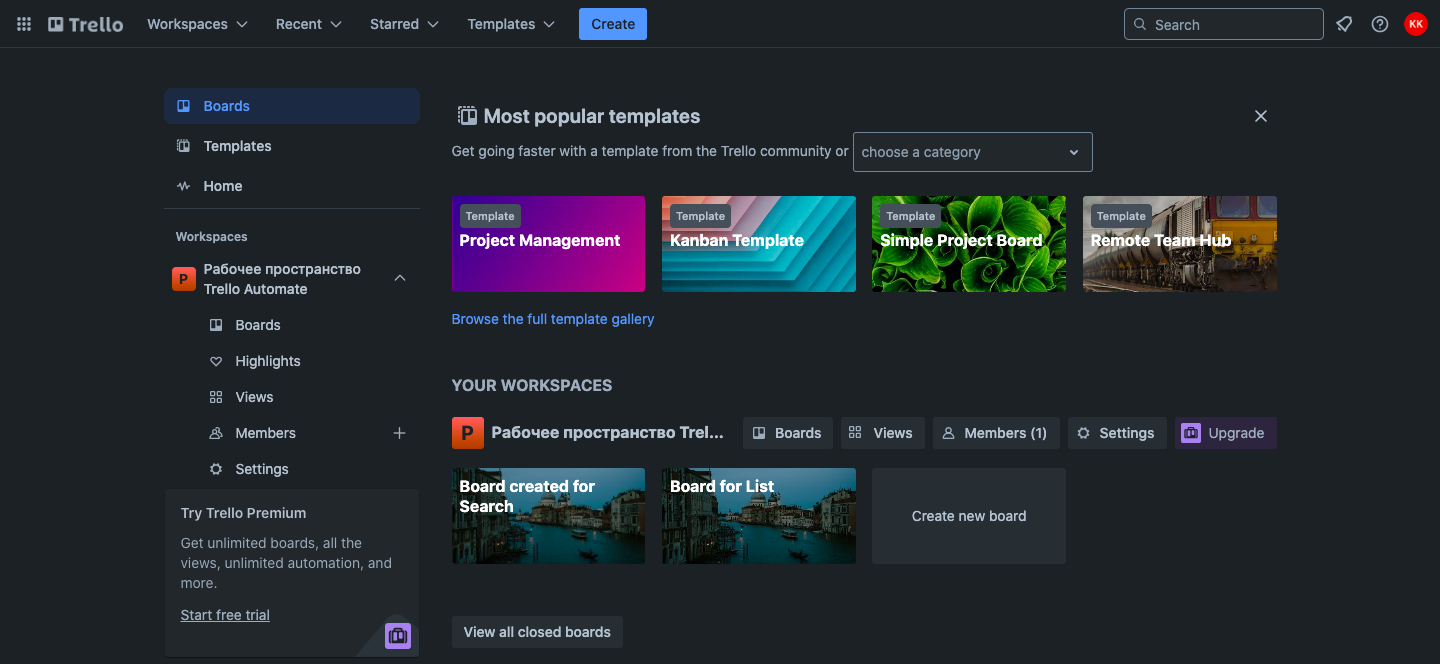 Trello
Workspaces
Recent
Starred
Templates
Create
Search
KK
Boards
Templates
Home
Workspaces
P
Рабочее пространство
Trello Automate
Boards
Highlights
Views
Members
Settings
Try Trello Premium
Get unlimited boards, all the
views, unlimited automation, and
more.
Start free trial
Most popular templates
Get going faster with a template from the Trello community or
choose a category
Template
Project Management
Template
Kanban Template
Template
Simple Project Board
Template
Remote Team Hub
Browse the full template gallery
YOUR WORKSPACES
P
Рабочее пространство Trel...
Boards
Views
Members (1)
Settings
Upgrade
Board created for
Search
Board for List
Create new board
View all closed boards